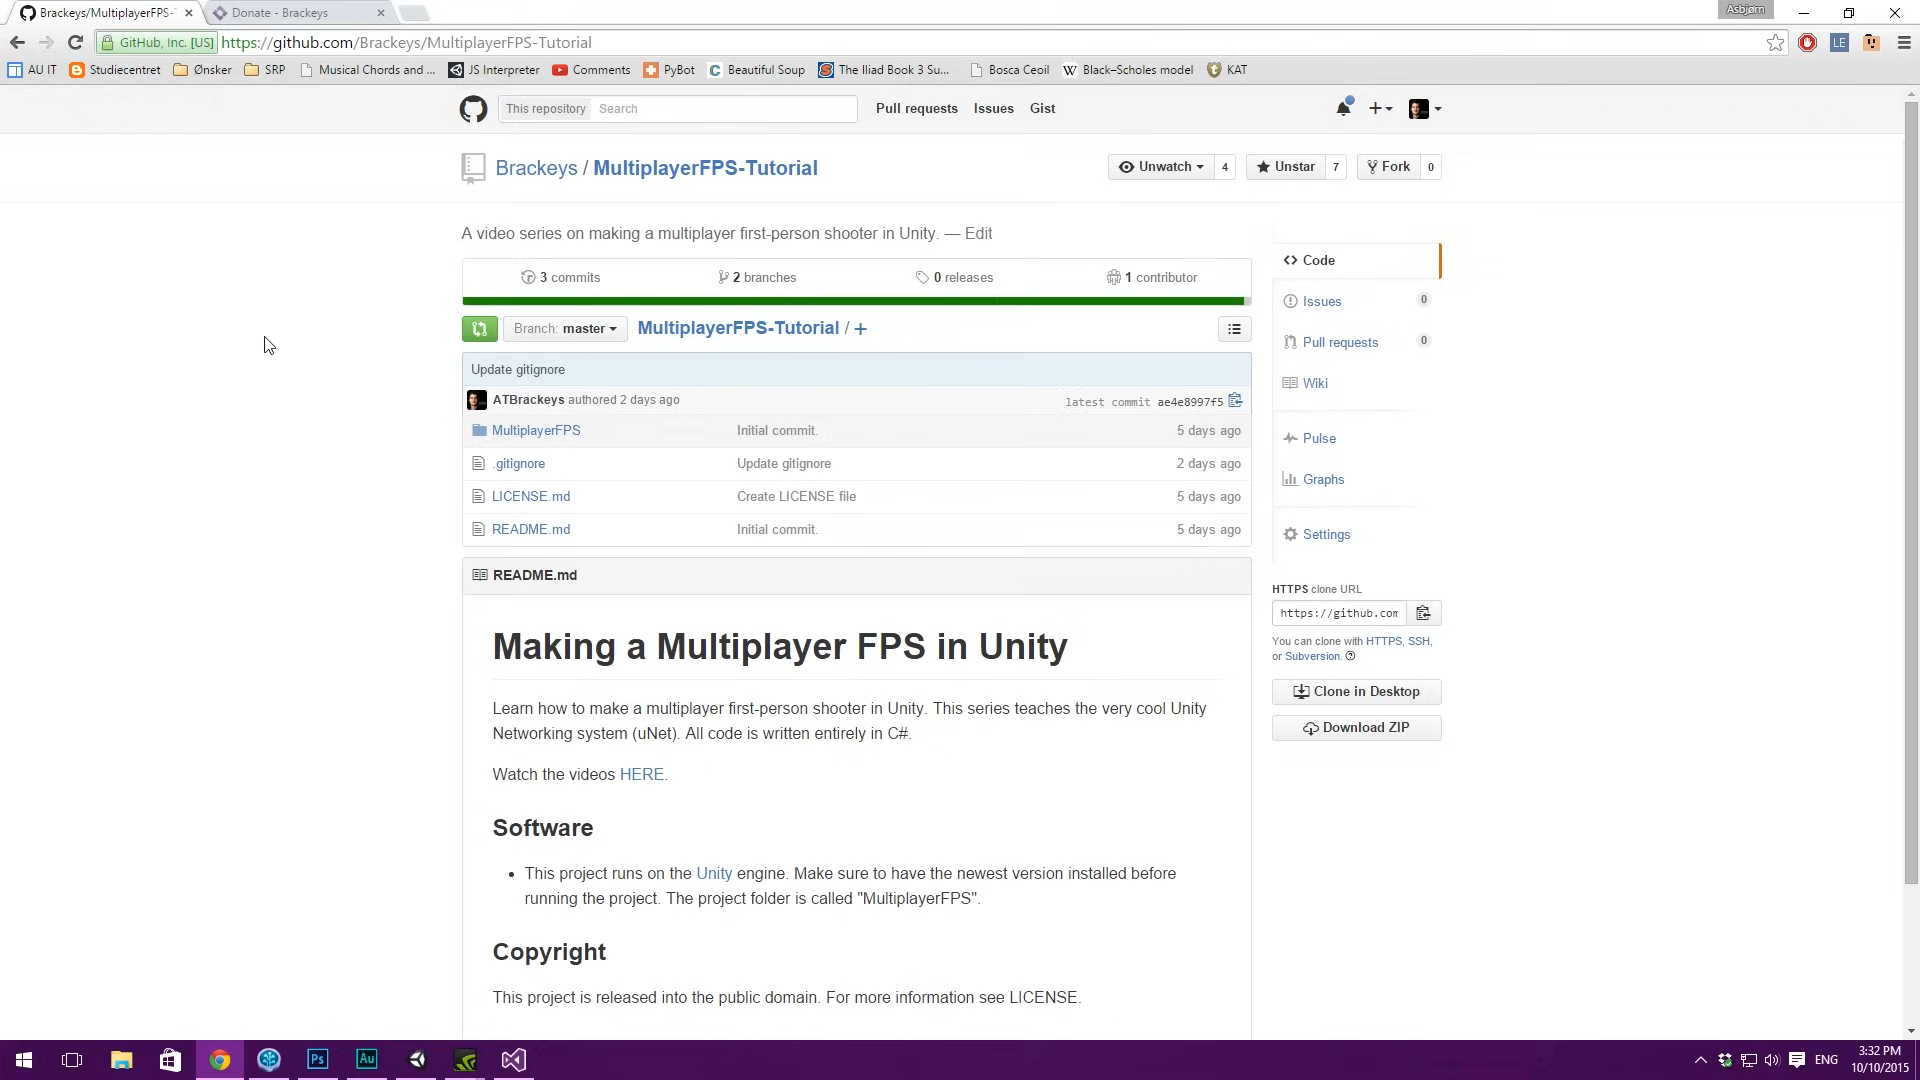 Brackeys/MultiplayerFPS-
Donate - Brackeys
Asbjørn
GitHub, Inc. [US] https://github.com/Brackeys/MultiplayerFPS-Tutorial
LE
AU IT Studiecentret Ønsker SRP Musical Chords and ... JS Interpreter Comments PyBot Beautiful Soup The Iliad Book 3 Su... Bosca Ceoil Black–Scholes model KAT
This repository Search Pull requests Issues Gist
Brackeys / MultiplayerFPS-Tutorial Unwatch 4 Unstar 7 Fork 0
A video series on making a multiplayer first-person shooter in Unity. — Edit
3 commits 2 branches 0 releases 1 contributor
Branch: master MultiplayerFPS-Tutorial / +
Update gitignore
ATBrackeys authored 2 days ago latest commit ae4e8997f5
MultiplayerFPS Initial commit. 5 days ago
.gitignore Update gitignore 2 days ago
LICENSE.md Create LICENSE file 5 days ago
README.md Initial commit. 5 days ago
Code
Issues 0
Pull requests 0
Wiki
Pulse
Graphs
Settings
HTTPS clone URL
https://github.com
You can clone with HTTPS, SSH,
or Subversion.
Clone in Desktop
Download ZIP
README.md
Making a Multiplayer FPS in Unity
Learn how to make a multiplayer first-person shooter in Unity. This series teaches the very cool Unity
Networking system (uNet). All code is written entirely in C#.
Watch the videos HERE.
Software
• This project runs on the Unity engine. Make sure to have the newest version installed before
running the project. The project folder is called "MultiplayerFPS".
Copyright
This project is released into the public domain. For more information see LICENSE.
Ps Au
ENG
3:32 PM
10/10/2015